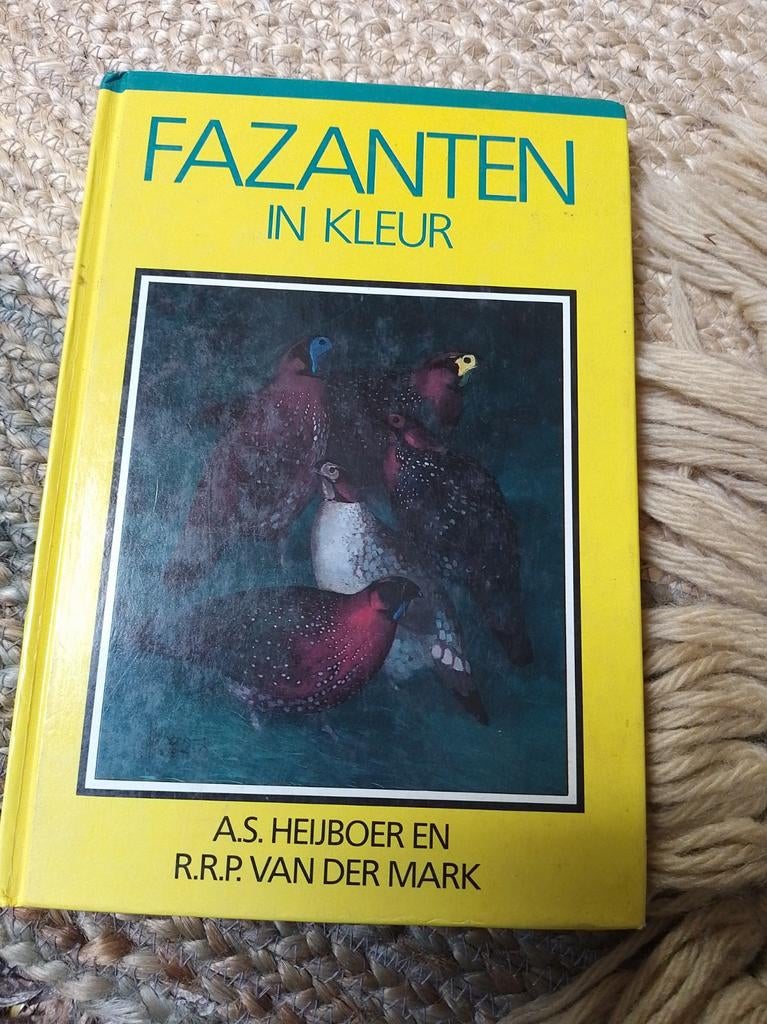 FAZANTEN
IN KLEUR
A.S. HEIJBOER EN
R.R.P. VAN DER MARK